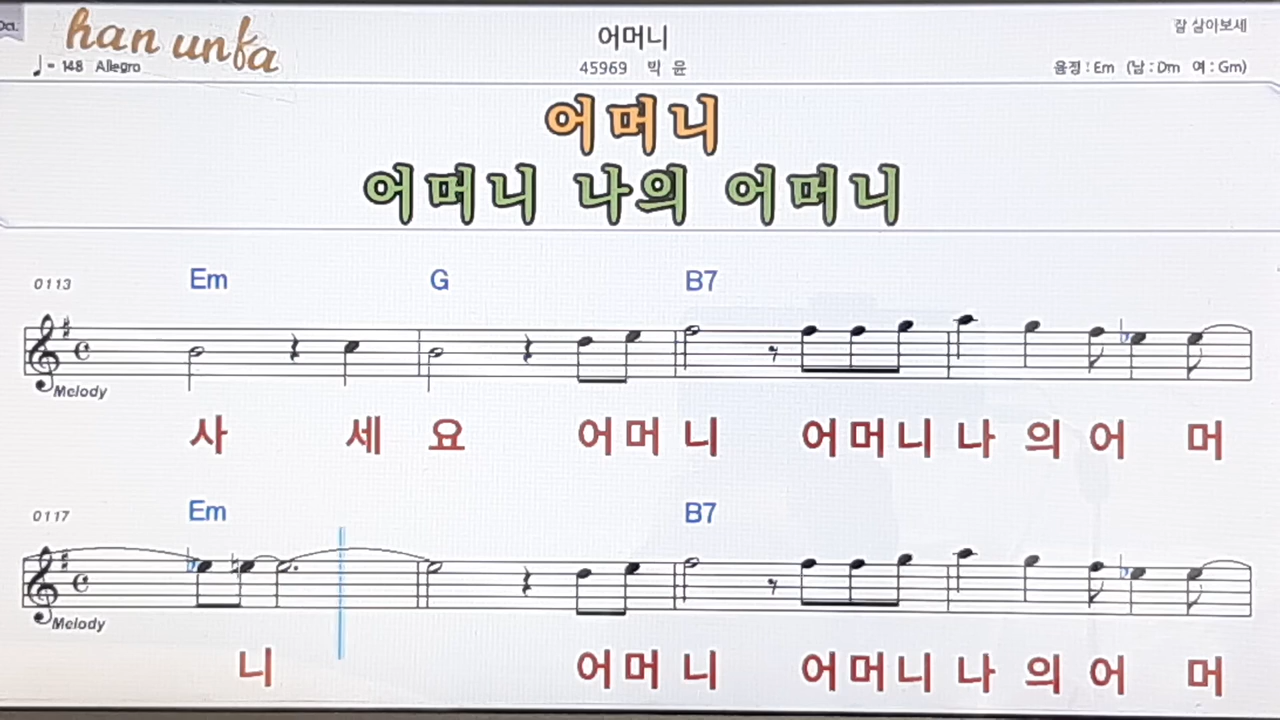 Oct.
han unfa
어머니
잘 살아보세
♩= 148 Allegro
45969 박 윤
음정 : Em (남 : Dm 여 : Gm)
어머니
어머니 나의 어머니
0113
Em G B7
Melody
사 세 요 어 머 니 어 머 니 나 의 어 머
0117
Em B7
Melody
니 어 머 니 어 머 니 나 의 어 머